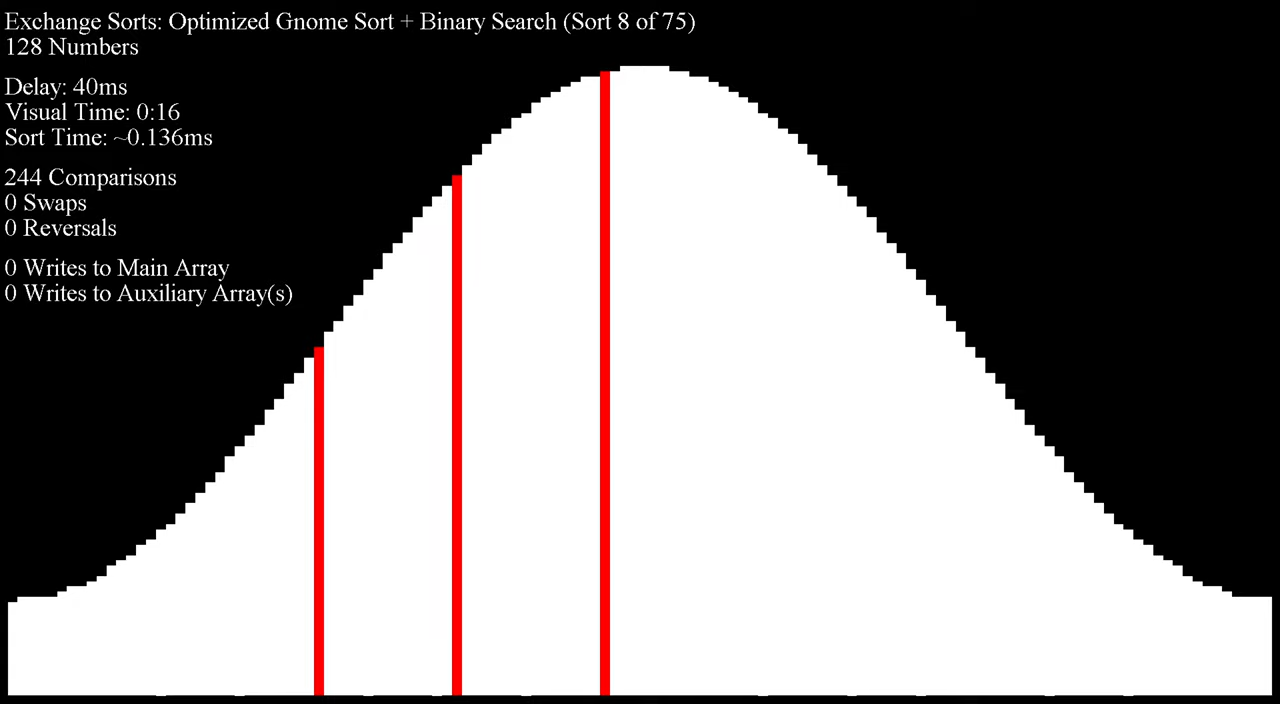 Exchange Sorts: Optimized Gnome Sort + Binary Search (Sort 8 of 75)
128 Numbers
Delay: 40ms
Visual Time: 0:16
Sort Time: ~0.136ms
244 Comparisons
0 Swaps
0 Reversals
0 Writes to Main Array
0 Writes to Auxiliary Array(s)